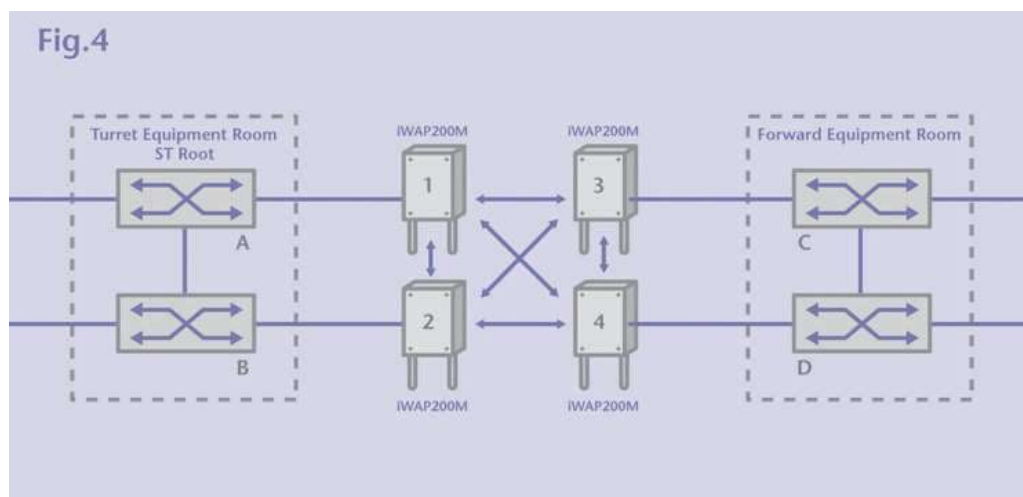 Fig.4
Turret Equipment Room
ST Root
iWAP200M
iWAP200M
Forward Equipment Room
1
3
A
C
2
4
B
D
iWAP200M
iWAP200M